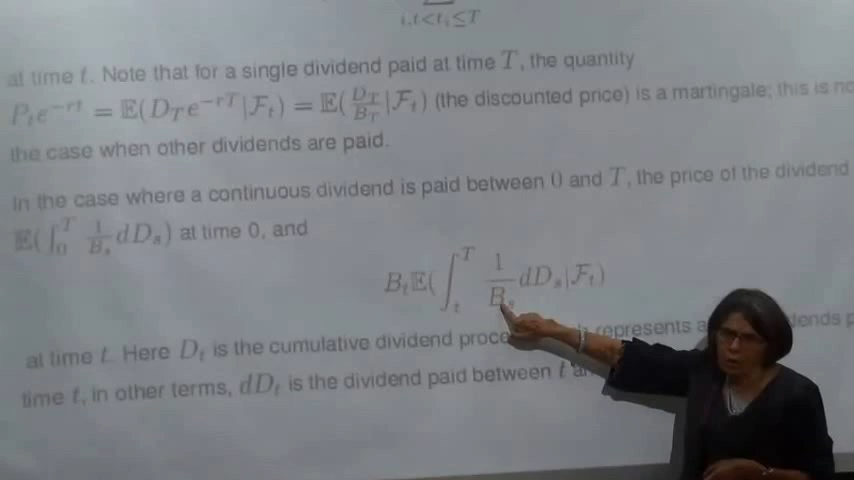 i,t<t_i≤T
at time t. Note that for a single dividend paid at time T, the quantity
P_t e^{-rt} = 𝔼(D_T e^{-rT}|ℱ_t) = 𝔼(D_T/B_T |ℱ_t) (the discounted price) is a martingale; this is no
the case when other dividends are paid.
In the case where a continuous dividend is paid between 0 and T, the price of the dividend
𝔼(∫_0^T 1/B_s dD_s) at time 0, and
B_t 𝔼(∫_t^T 1/B_s dD_s|ℱ_t)
at time t. Here D_t is the cumulative dividend represents
time t, in other terms, dD_t is the dividend paid between t